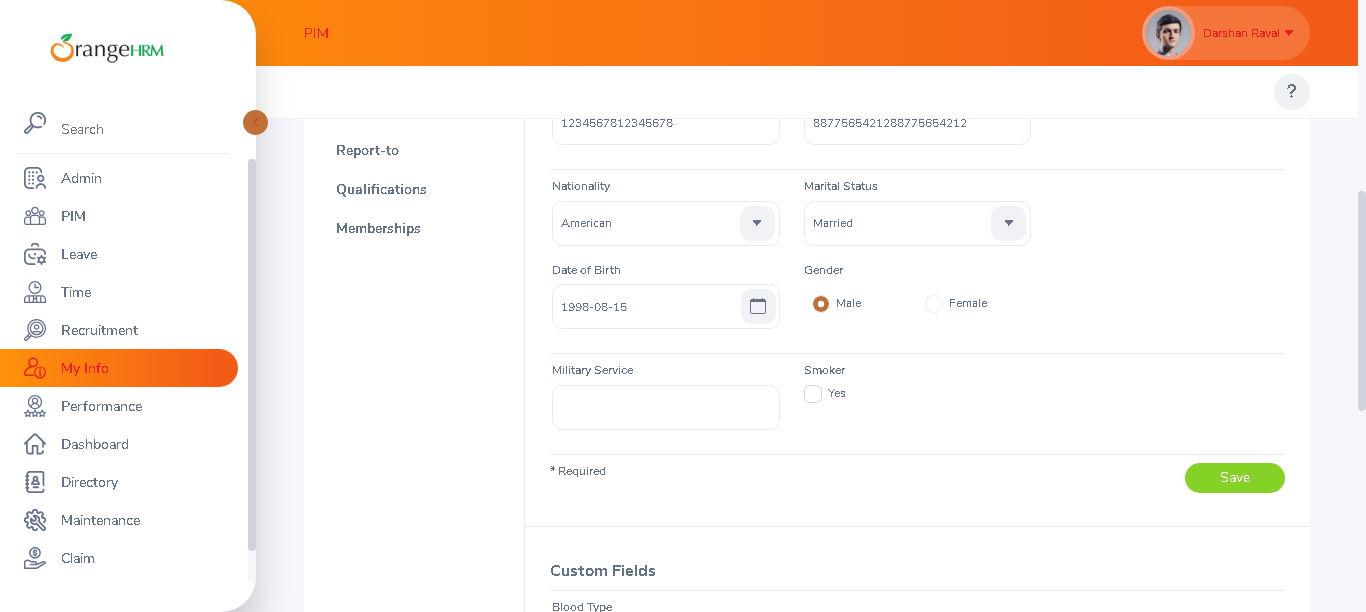 OrangeHRM
PIM
Darshan Raval
?
Search
Admin
PIM
Leave
Time
Recruitment
My Info
Performance
Dashboard
Directory
Maintenance
Claim
Report-to
Qualifications
Memberships
1234567812345678
8877565421288775654212
Nationality
Marital Status
American
Married
Date of Birth
Gender
1998-08-15
Male
Female
Military Service
Smoker
Yes
* Required
Save
Custom Fields
Blood Type